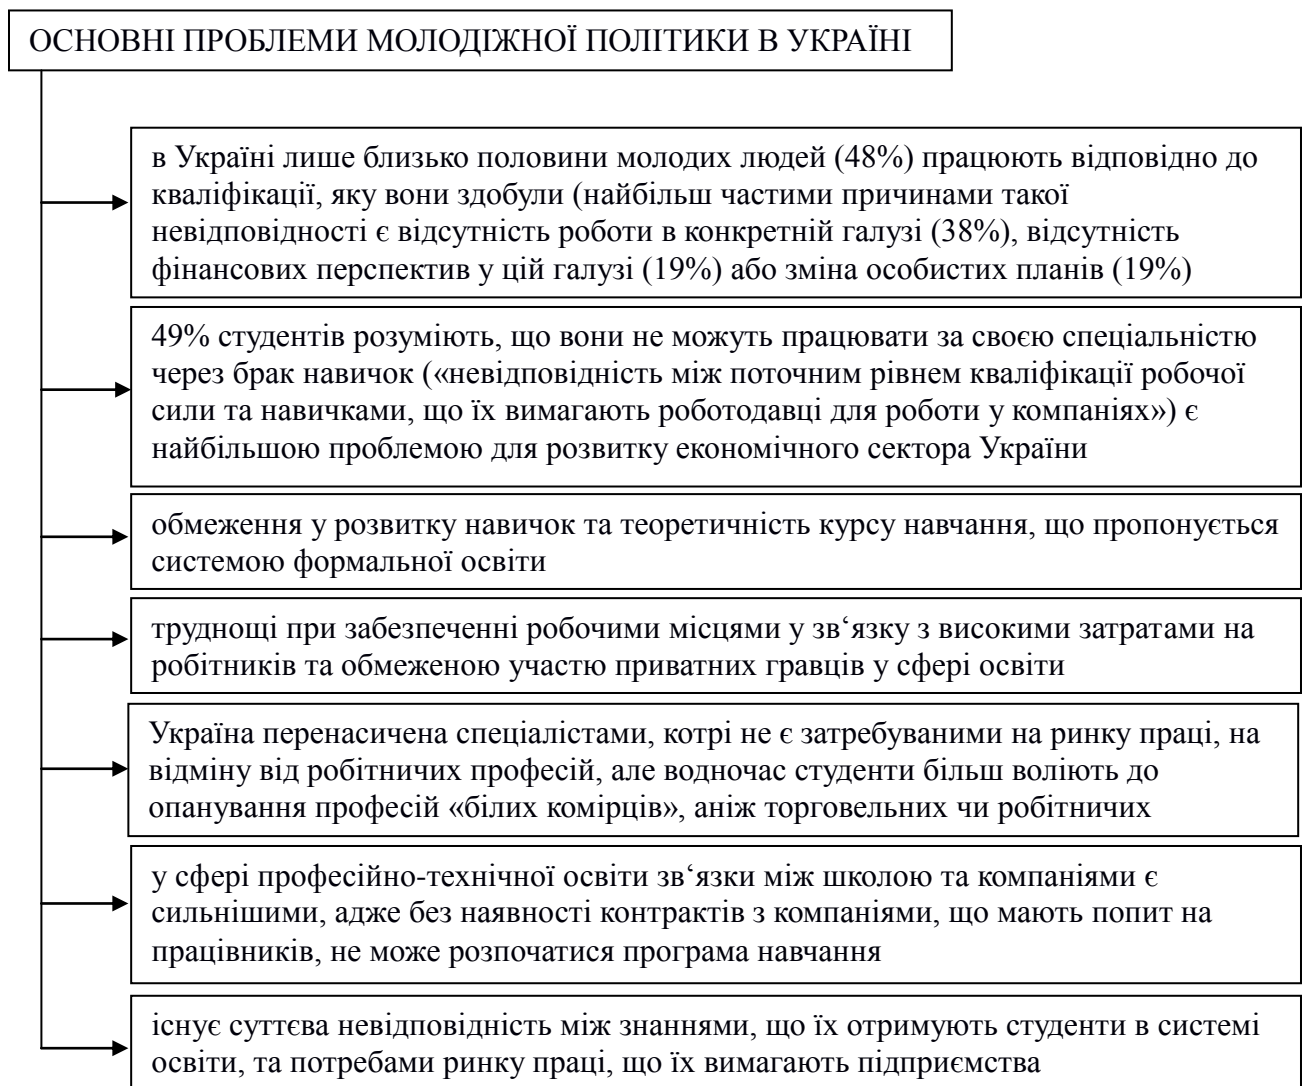 ОСНОВНІ ПРОБЛЕМИ МОЛОДІЖНОЇ ПОЛІТИКИ В УКРАЇНІ
в Україні лише близько половини молодих людей (48%) працюють відповідно до
кваліфікації, яку вони здобули (найбільш частими причинами такої
невідповідності є відсутність роботи в конкретній галузі (38%), відсутність
фінансових перспектив у цій галузі (19%) або зміна особистих планів (19%)
49% студентів розуміють, що вони не можуть працювати за своєю спеціальністю
через брак навичок («невідповідність між поточним рівнем кваліфікації робочої
сили та навичками, що їх вимагають роботодавці для роботи у компаніях») є
найбільшою проблемою для розвитку економічного сектора України
обмеження у розвитку навичок та теоретичність курсу навчання, що пропонується
системою формальної освіти
труднощі при забезпеченні робочими місцями у зв‘язку з високими затратами на
робітників та обмеженою участю приватних гравців у сфері освіти
Україна перенасичена спеціалістами, котрі не є затребуваними на ринку праці, на
відміну від робітничих професій, але водночас студенти більш воліють до
опанування професій «білих комірців», аніж торговельних чи робітничих
у сфері професійно-технічної освіти зв‘язки між школою та компаніями є
сильнішими, адже без наявності контрактів з компаніями, що мають попит на
працівників, не може розпочатися програма навчання
існує суттєва невідповідність між знаннями, що їх отримують студенти в системі
освіти, та потребами ринку праці, що їх вимагають підприємства